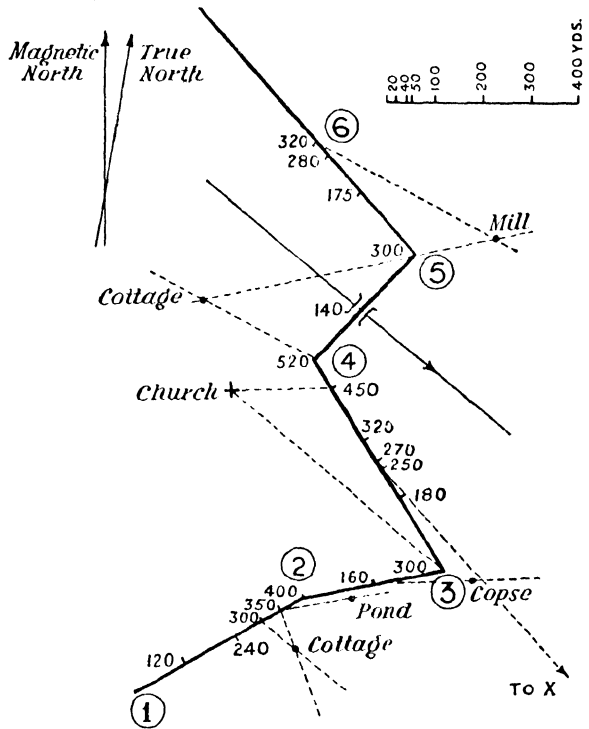 Magnetic
North
True
North
20
40
50
100
200
300
400 YDS.
6
320
280
175
Mill
300
5
Cottage
140
520
4
Church
450
320
270
250
180
2
300
160
3
Copse
400
350
300
Pond
240
Cottage
120
1
TO X